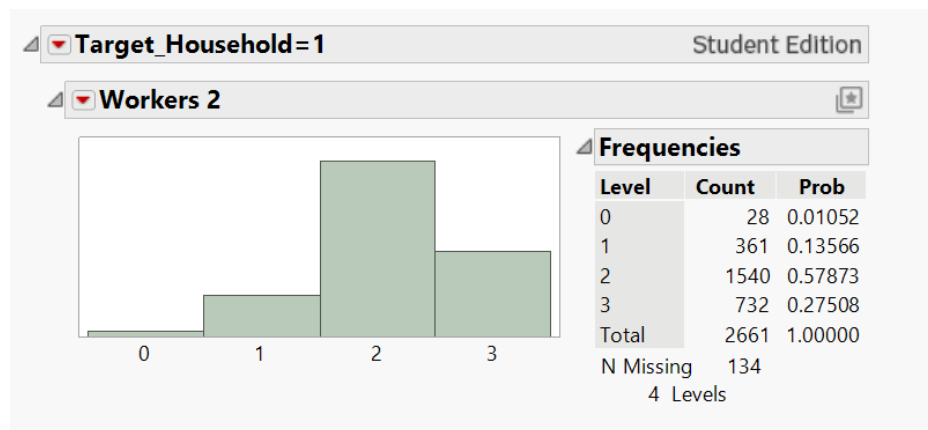 Target_Household=1 Student Edition
Workers 2
Frequencies
Level Count Prob
0 28 0.01052
1 361 0.13566
2 1540 0.57873
3 732 0.27508
Total 2661 1.00000
N Missing 134
4 Levels
0 1 2 3